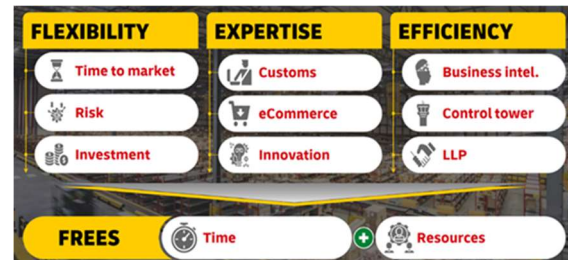 FLEXIBILITY
Time to market
Risk
Investment
EXPERTISE
Customs
eCommerce
Innovation
EFFICIENCY
Business intel.
Control tower
LLP
FREES
Time
+
Resources